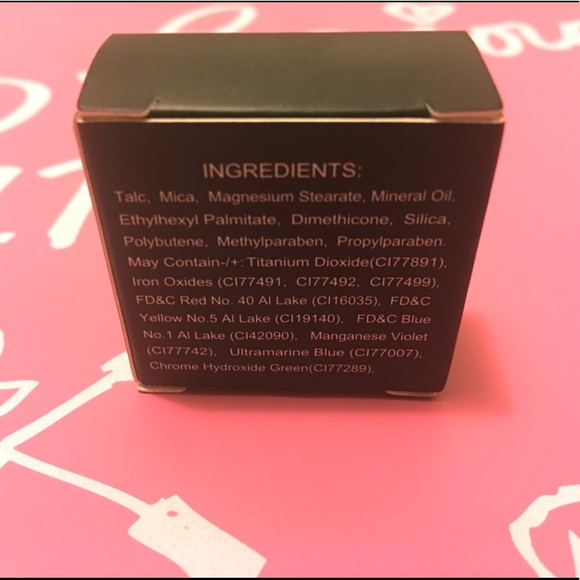 INGREDIENTS:
Talc, Mica, Magnesium Stearate, Mineral Oil,
Ethylhexyl Palmitate, Dimethicone, Silica,
Polybutene, Methylparaben, Propylparaben.
May Contain-/+: Titanium Dioxide(CI77891),
Iron Oxides (CI77491, CI77492, CI77499),
FD&C Red No. 40 Al Lake (CI16035), FD&C
Yellow No.5 Al Lake (CI19140), FD&C Blue
No.1 Al Lake (CI42090), Manganese Violet
(CI77742), Ultramarine Blue (CI77007),
Chrome Hydroxide Green(CI77289).